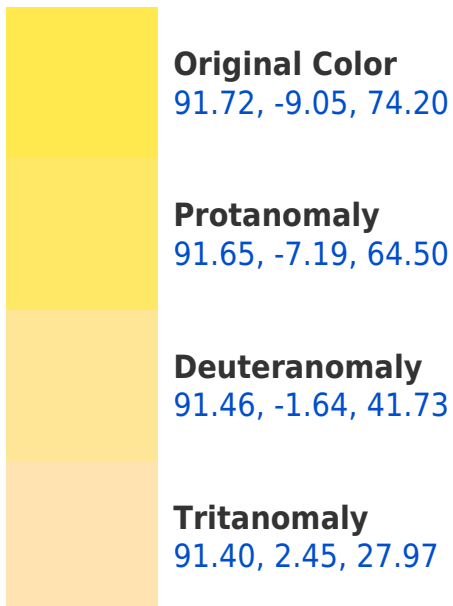 Original Color
91.72, -9.05, 74.20
Protanomaly
91.65, -7.19, 64.50
Deuteranomaly
91.46, -1.64, 41.73
Tritanomaly
91.40, 2.45, 27.97